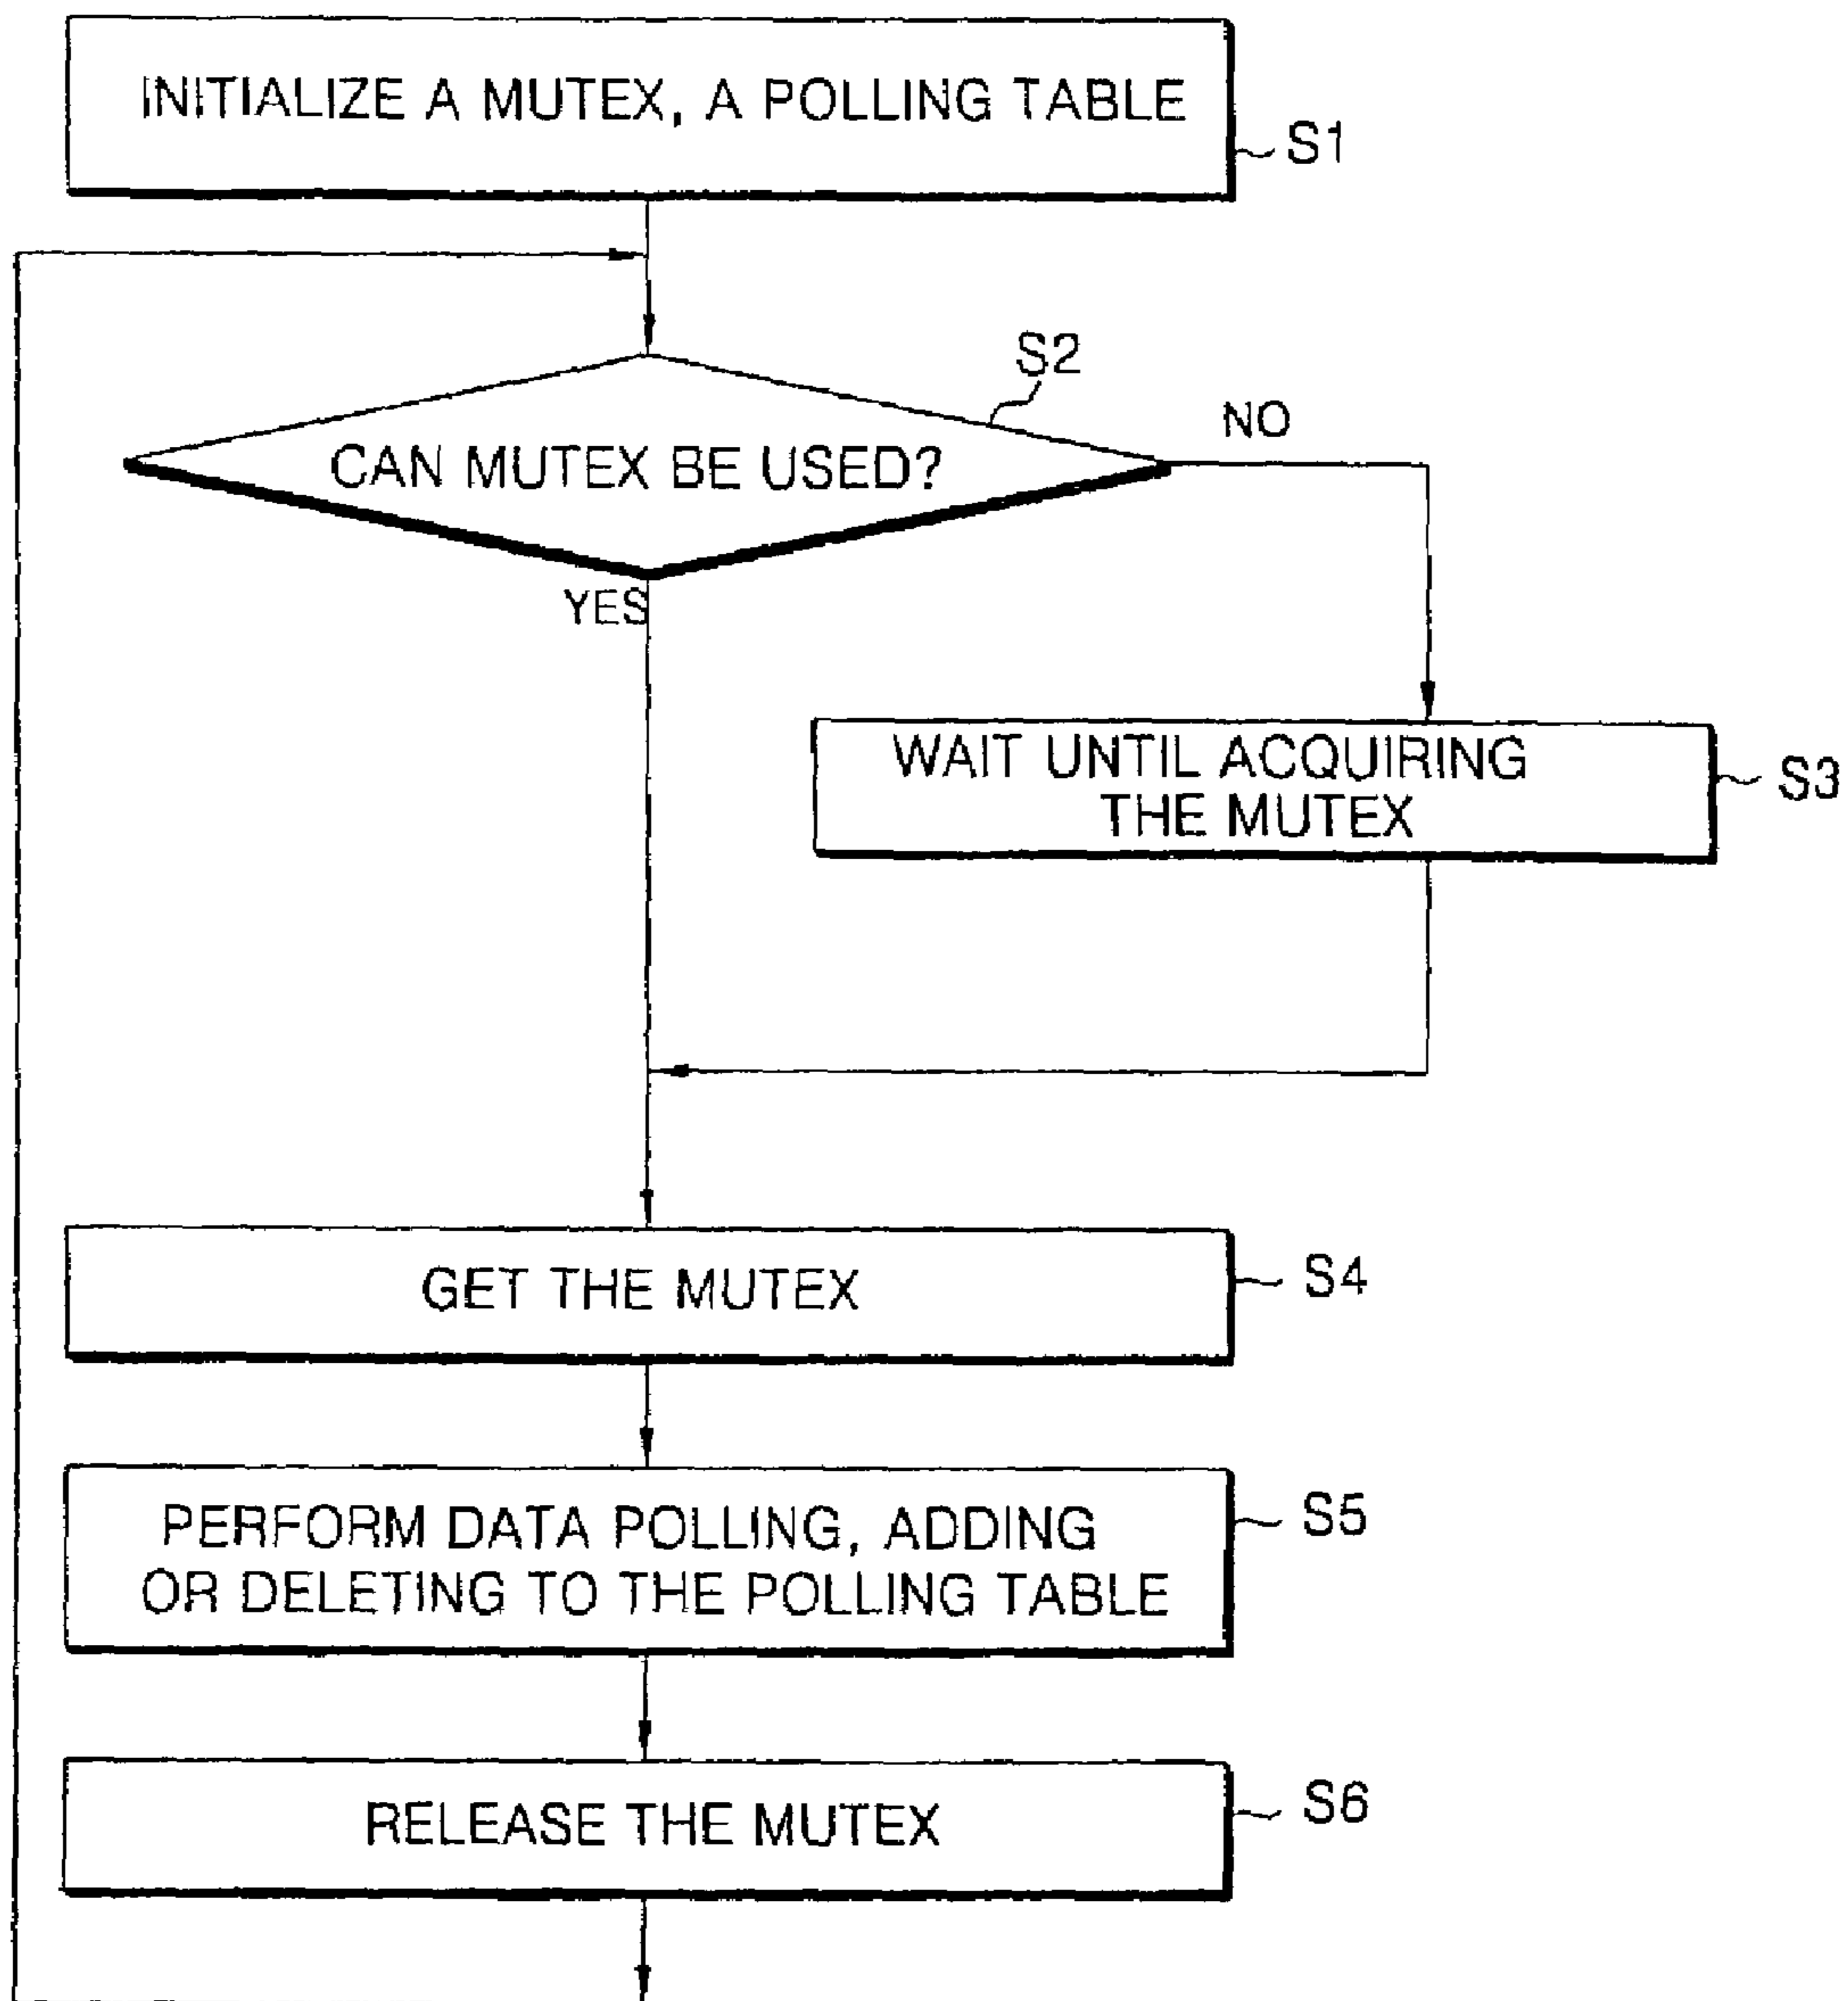 INITIALIZE A MUTEX, A POLLING TABLE
S1
S2
NO
CAN MUTEX BE USED?
YES
WAIT UNTIL ACQUIRING
THE MUTEX
S3
GET THE MUTEX
S4
PERFORM DATA POLLING, ADDING
OR DELETING TO THE POLLING TABLE
S5
RELEASE THE MUTEX
S6